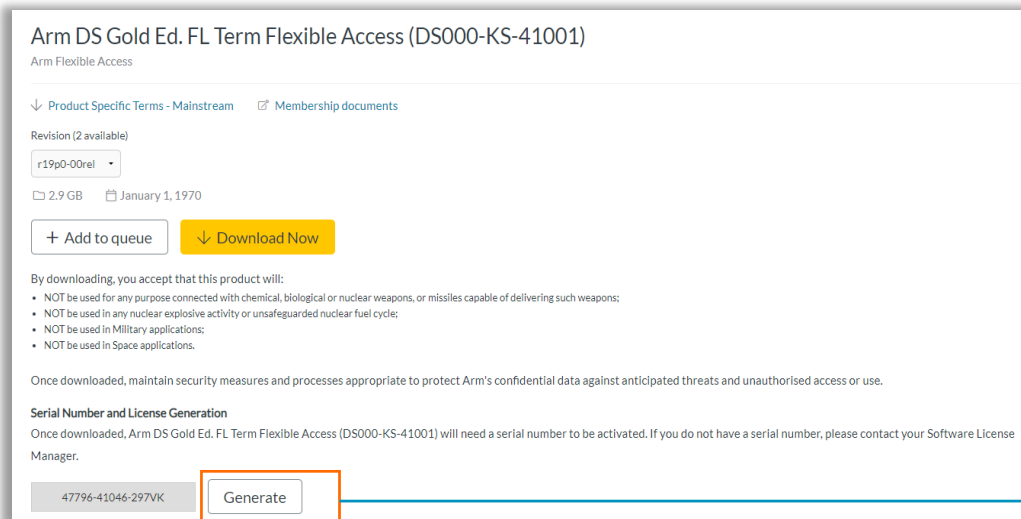 Arm DS Gold Ed. FL Term Flexible Access (DS000-KS-41001)
Arm Flexible Access
Product Specific Terms - Mainstream Membership documents
Revision (2 available)
r19p0-00rel
2.9 GB January 1, 1970
+ Add to queue Download Now
By downloading, you accept that this product will:
• NOT be used for any purpose connected with chemical, biological or nuclear weapons, or missiles capable of delivering such weapons;
• NOT be used in any nuclear explosive activity or unsafeguarded nuclear fuel cycle;
• NOT be used in Military applications;
• NOT be used in Space applications.
Once downloaded, maintain security measures and processes appropriate to protect Arm's confidential data against anticipated threats and unauthorised access or use.
Serial Number and License Generation
Once downloaded, Arm DS Gold Ed. FL Term Flexible Access (DS000-KS-41001) will need a serial number to be activated. If you do not have a serial number, please contact your Software License
Manager.
47796-41046-297VK Generate